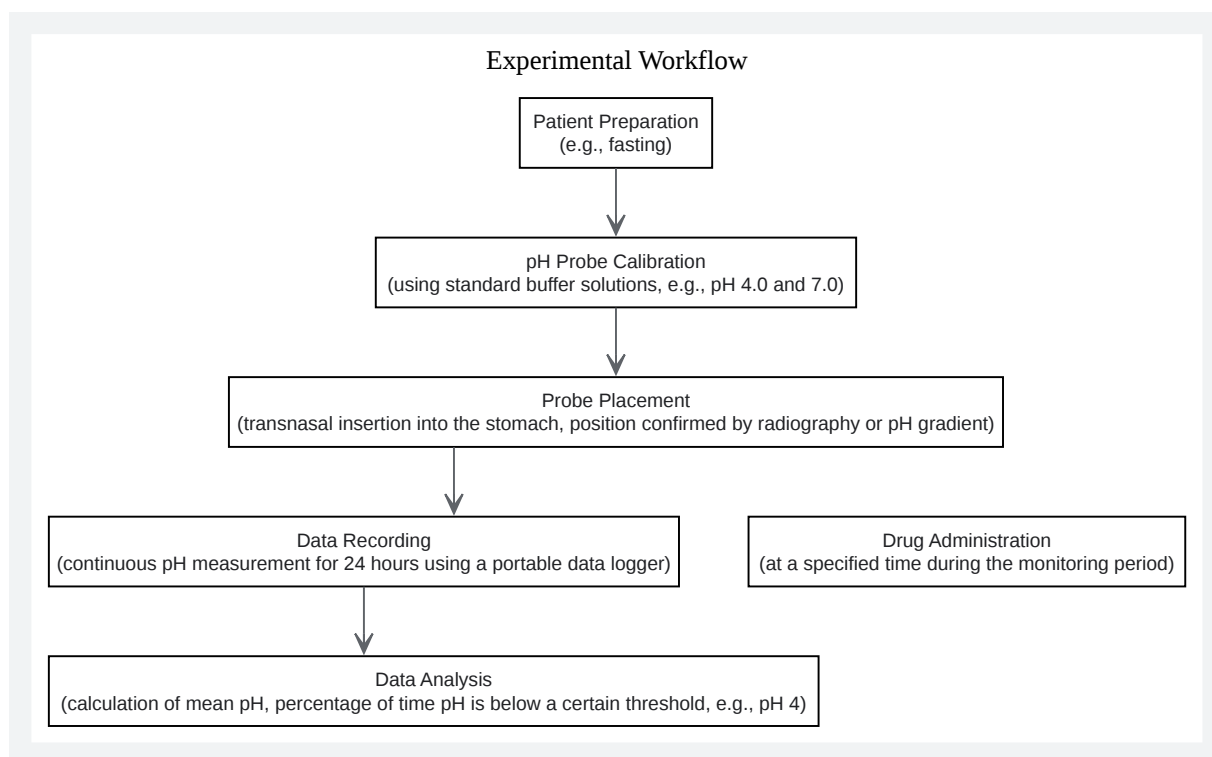 Experimental Workflow
Patient Preparation
(e.g., fasting)
pH Probe Calibration
(using standard buffer solutions, e.g., pH 4.0 and 7.0)
Probe Placement
(transnasal insertion into the stomach, position confirmed by radiography or pH gradient)
Data Recording
(continuous pH measurement for 24 hours using a portable data logger)
Drug Administration
(at a specified time during the monitoring period)
Data Analysis
(calculation of mean pH, percentage of time pH is below a certain threshold, e.g., pH 4)